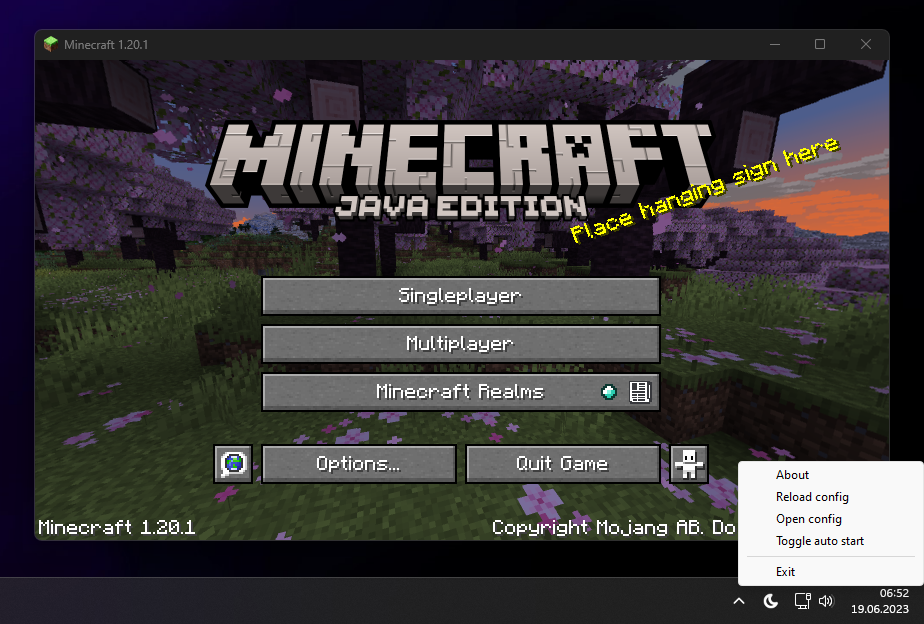 Minecraft 1.20.1
MINECRAFT
JAVA EDITION
Place hanging sign here
Singleplayer
Multiplayer
Minecraft Realms
Options...
Quit Game
Minecraft 1.20.1
Copyright Mojang AB. Do
About
Reload config
Open config
Toggle auto start
Exit
06:52
19.06.2023